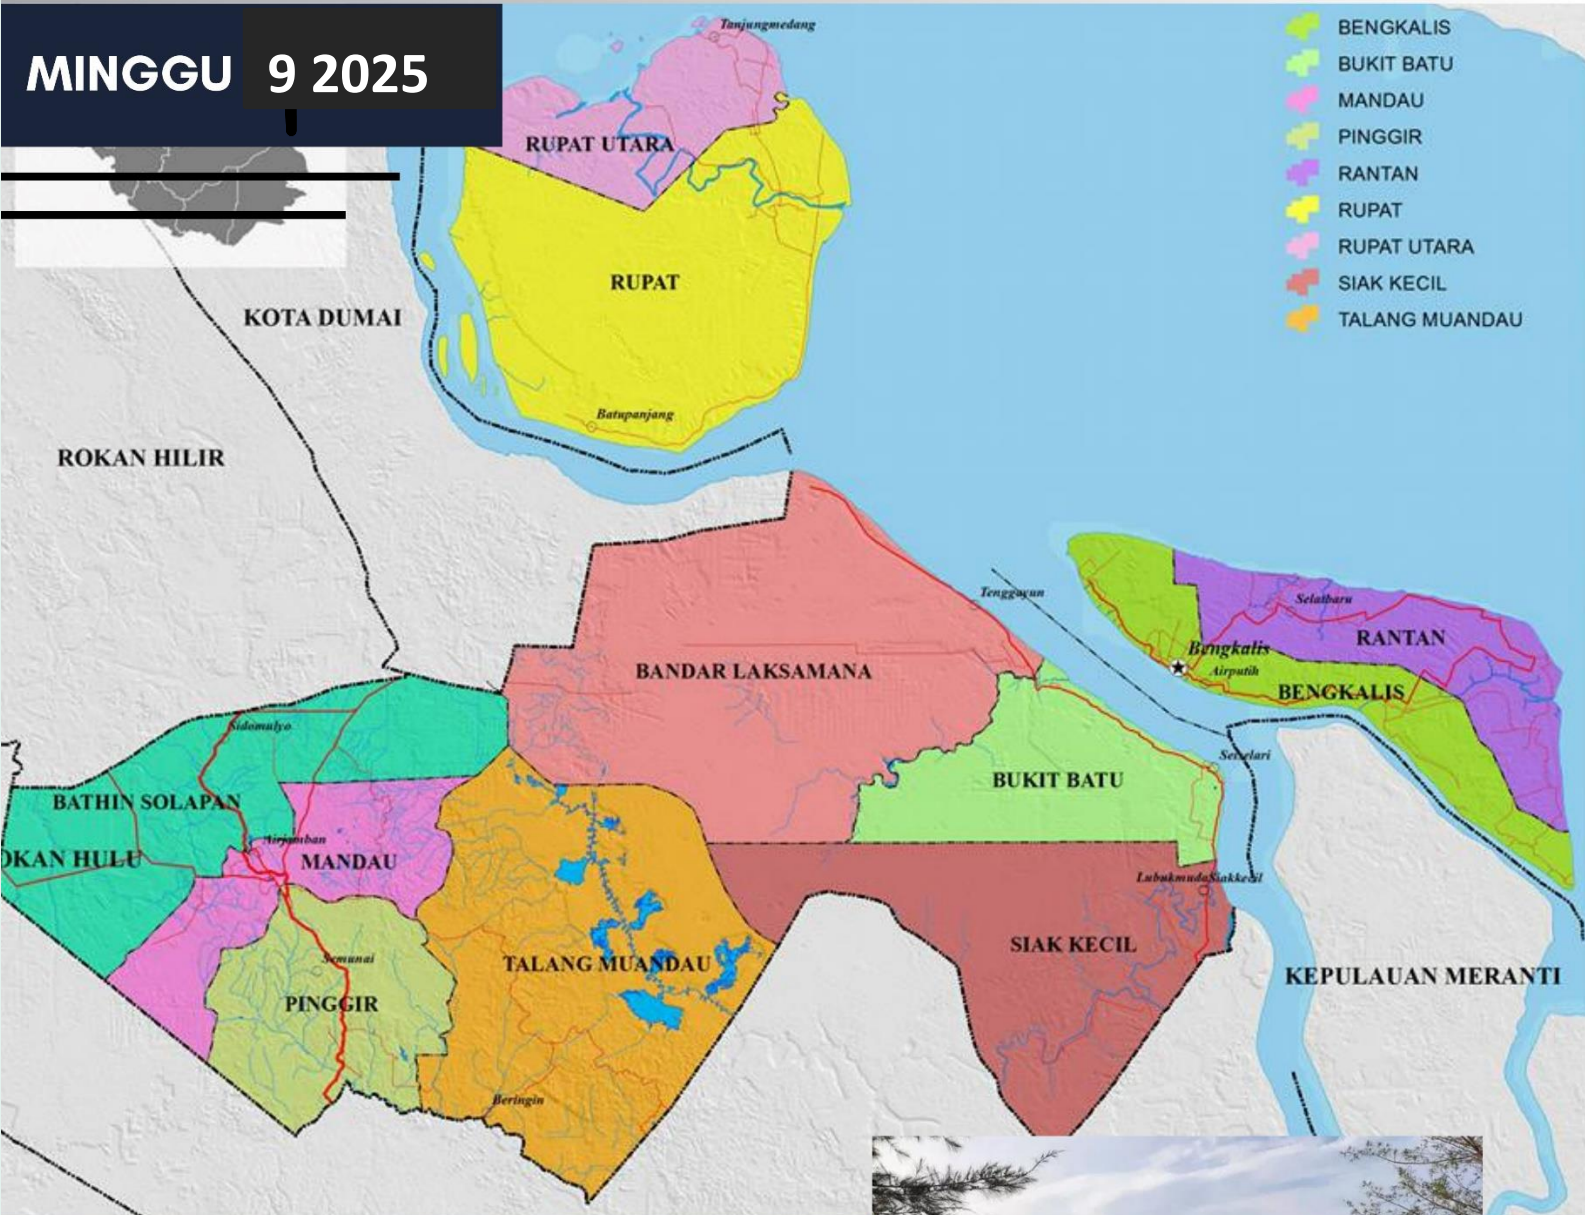 MINGGU 9 2025
BENGKALIS
BUKIT BATU
MANDAU
PINGGIR
RANTAN
RUPAT
RUPAT UTARA
SIAK KECIL
TALANG MUANDAU
Tanjungmedang
RUPAT UTARA
RUPAT
KOTA DUMAI
Batupanjang
ROKAN HILIR
Tenggayun
Selatbaru
RANTAN
Bengkalis
Airputih
BENGKALIS
BANDAR LAKSAMANA
Sidomulyo
Seiselari
BUKIT BATU
BATHIN SOLAPAN
Airjamban
OKAN HULU
MANDAU
Lubukmuda
Siakkecil
SIAK KECIL
Semunai
TALANG MUANDAU
KEPULAUAN MERANTI
PINGGIR
Beringin